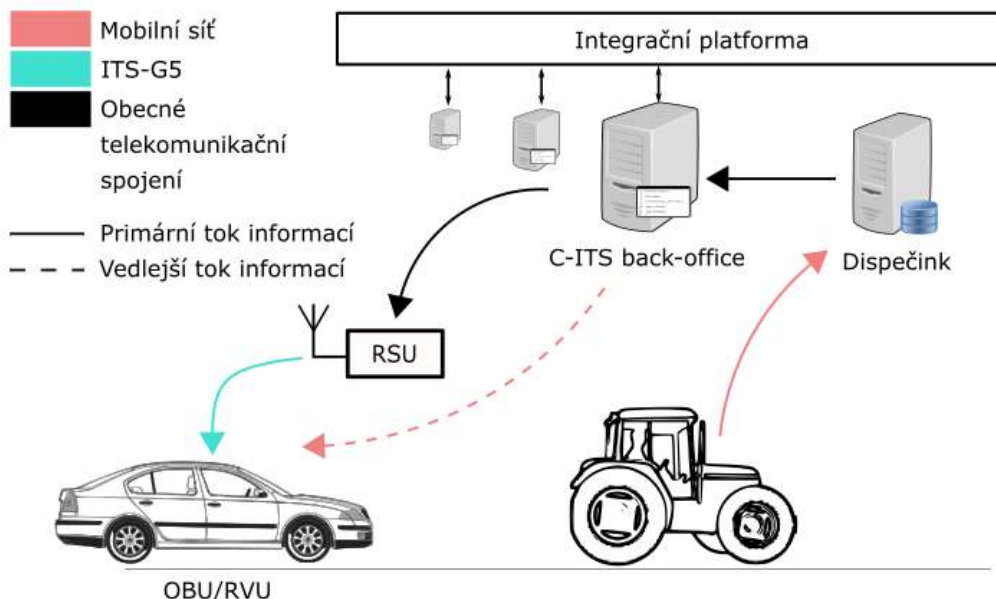 Mobilní síť
ITS-G5
Obecné
telekomunikační
spojení
Primární tok informací
Vedlejší tok informací
Integrační platforma
C-ITS back-office
Dispečink
RSU
OBU/RVU